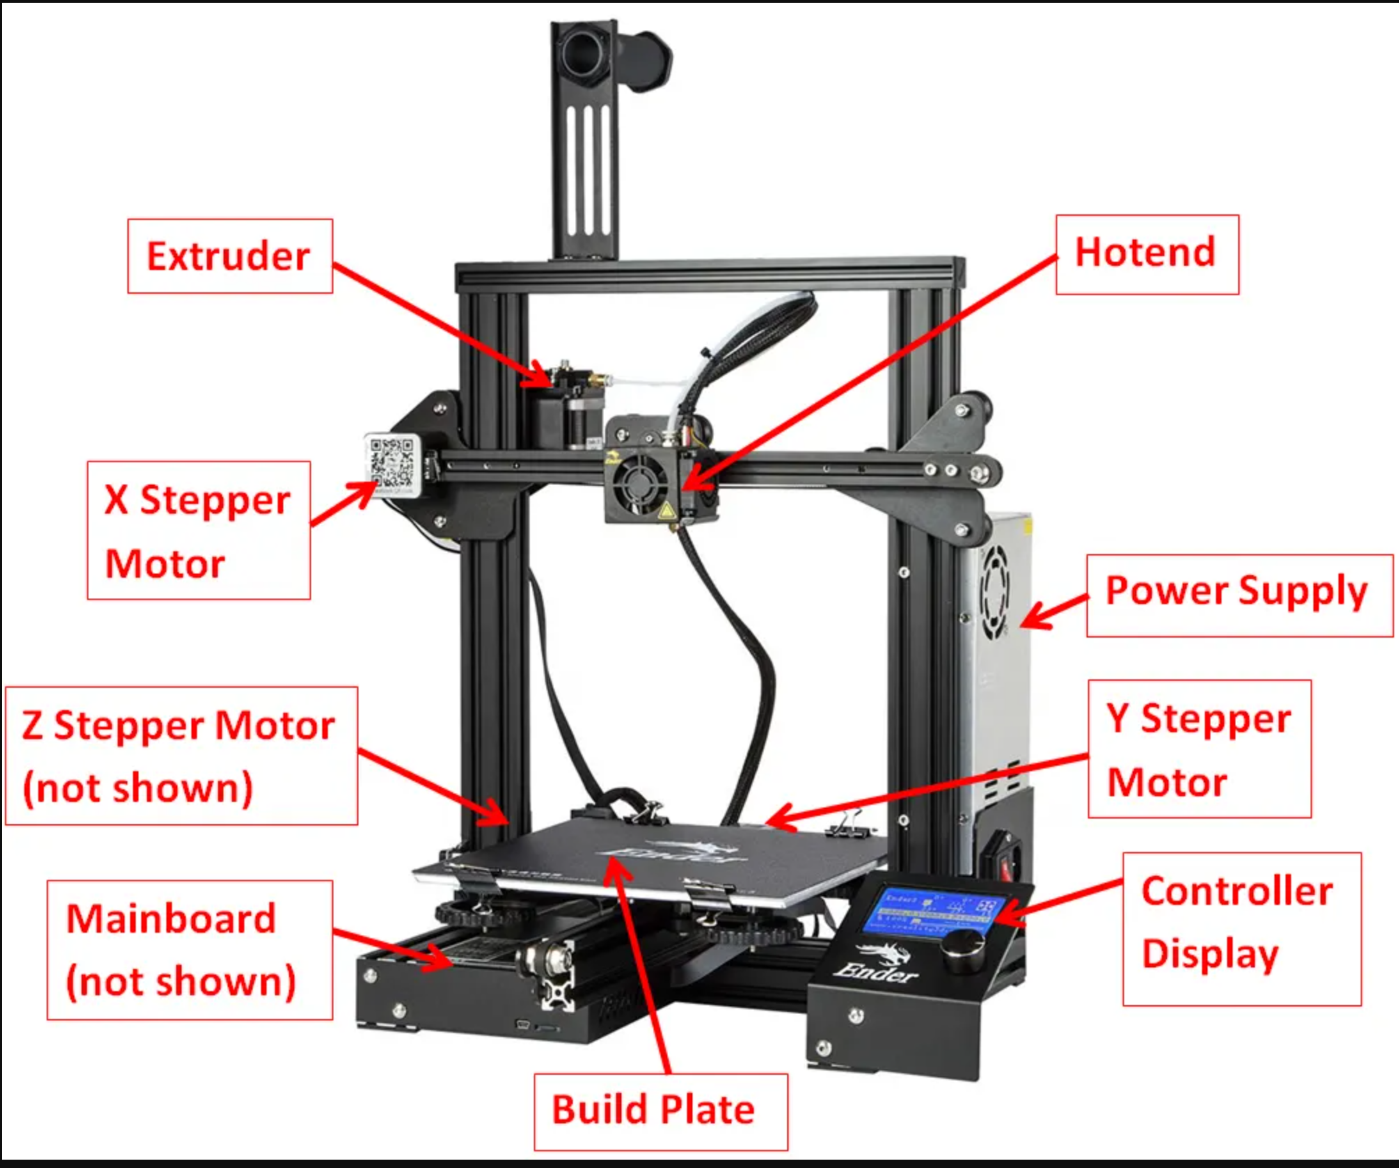 Extruder
Hotend
X Stepper
Motor
Power Supply
Z Stepper Motor
(not shown)
Y Stepper
Motor
Ender
Controller
Display
Mainboard
(not shown)
Ender
Build Plate